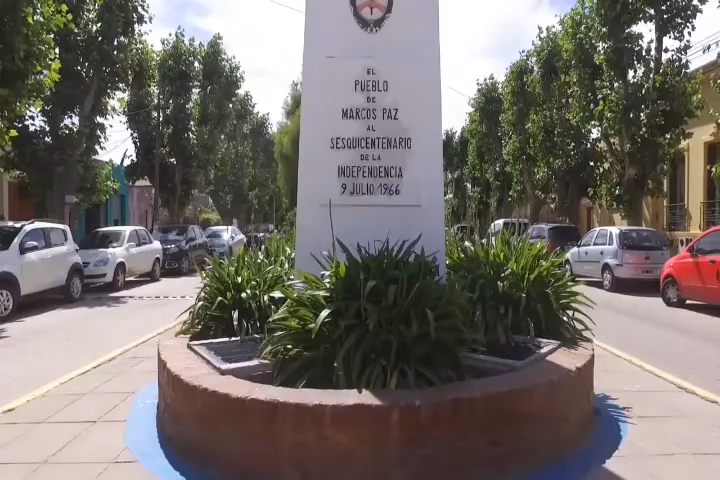 EL
PUEBLO
DE
MARCOS PAZ
AL
SESQUICENTENARIO
DE LA
INDEPENDENCIA
9 JULIO 1966